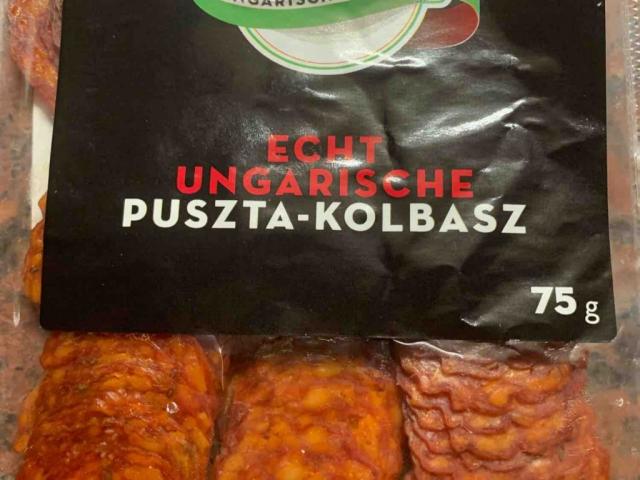 ECHT
UNGARISCHE
PUSZTA-KOLBASZ
75 g